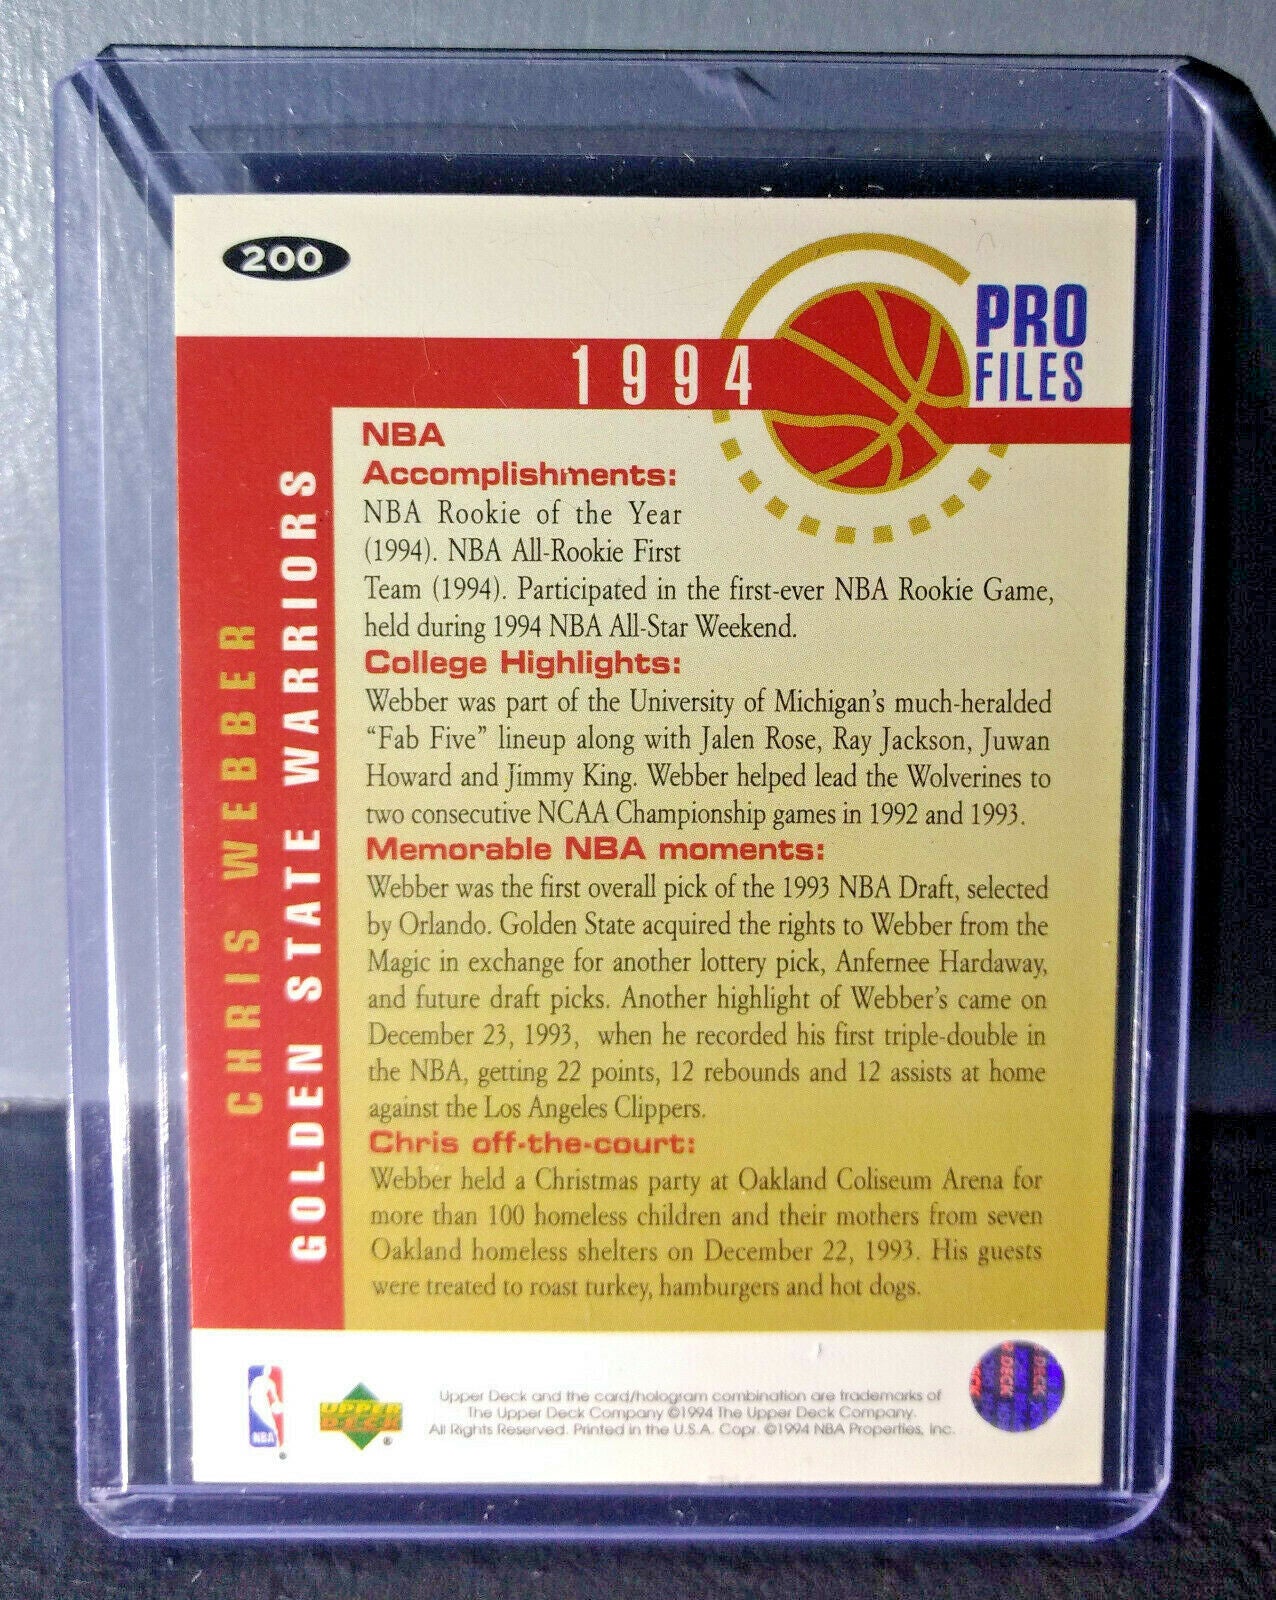 200
PRO
FILES
1994
CHRIS WEBBER
GOLDEN STATE WARRIORS
NBA
Accomplishments:
NBA Rookie of the Year
(1994). NBA All-Rookie First
Team (1994). Participated in the first-ever NBA Rookie Game,
held during 1994 NBA All-Star Weekend.
College Highlights:
Webber was part of the University of Michigan's much-heralded
“Fab Five” lineup along with Jalen Rose, Ray Jackson, Juwan
Howard and Jimmy King. Webber helped lead the Wolverines to
two consecutive NCAA Championship games in 1992 and 1993.
Memorable NBA moments:
Webber was the first overall pick of the 1993 NBA Draft, selected
by Orlando. Golden State acquired the rights to Webber from the
Magic in exchange for another lottery pick, Anfernee Hardaway,
and future draft picks. Another highlight of Webber's came on
December 23, 1993, when he recorded his first triple-double in
the NBA, getting 22 points, 12 rebounds and 12 assists at home
against the Los Angeles Clippers.
Chris off-the-court:
Webber held a Christmas party at Oakland Coliseum Arena for
more than 100 homeless children and their mothers from seven
Oakland homeless shelters on December 22, 1993. His guests
were treated to roast turkey, hamburgers and hot dogs.
NBA
UPPER
DECK
®
Upper Deck and the card/hologram combination are trademarks of
The Upper Deck Company ©1994 The Upper Deck Company.
All Rights Reserved. Printed in the U.S.A. Copr. ©1994 NBA Properties, Inc.
DECK